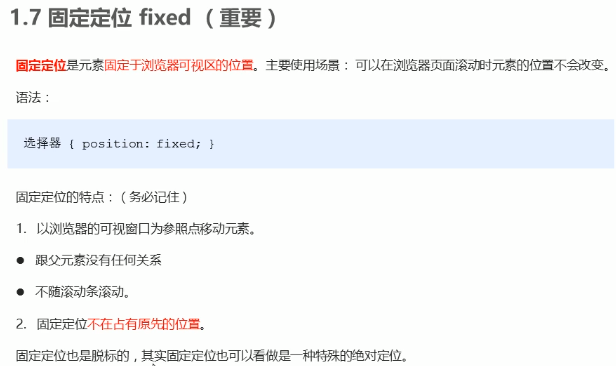 1.7 固定定位 fixed （重要）
固定定位是元素固定于浏览器可视区的位置。主要使用场景： 可以在浏览器页面滚动时元素的位置不会改变。
语法：
选择器 { position: fixed; }
固定定位的特点：（务必记住）
1. 以浏览器的可视窗口为参照点移动元素。
● 跟父元素没有任何关系
● 不随滚动条滚动。
2. 固定定位不在占有原先的位置。
固定定位也是脱标的，其实固定定位也可以看做是一种特殊的绝对定位。